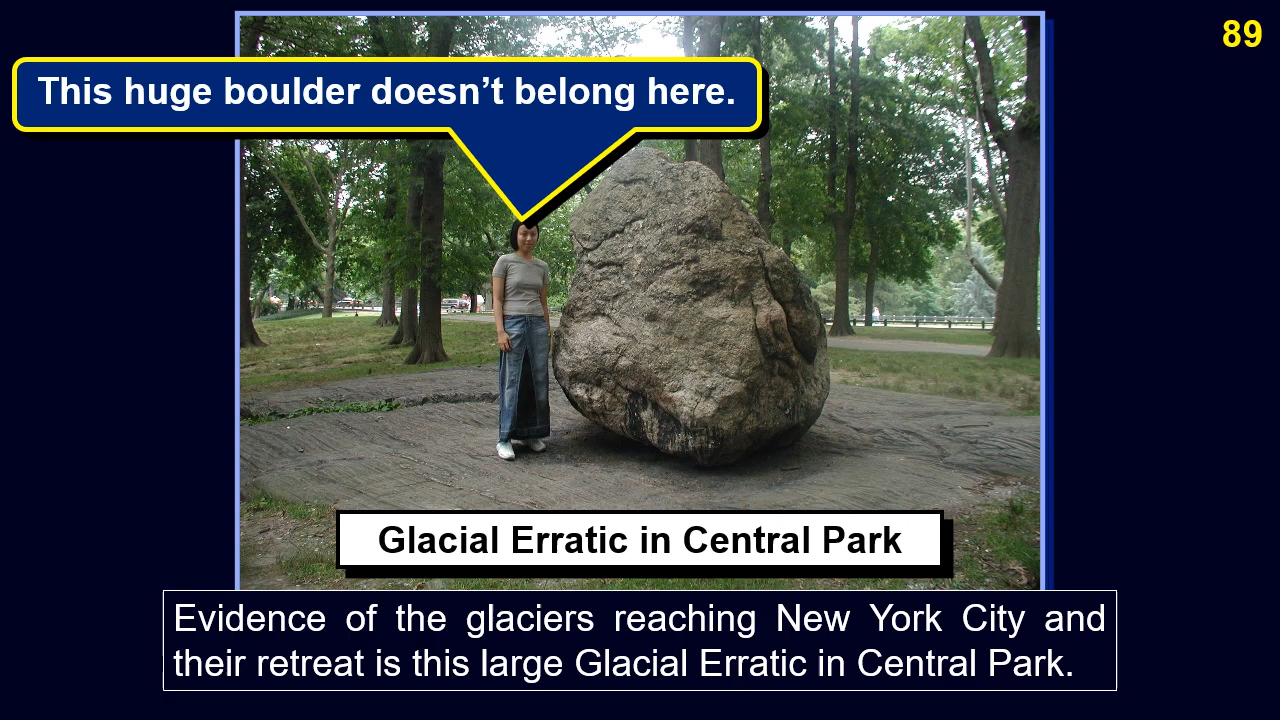 89
This huge boulder doesn’t belong here.
Glacial Erratic in Central Park
Evidence of the glaciers reaching New York City and
their retreat is this large Glacial Erratic in Central Park.